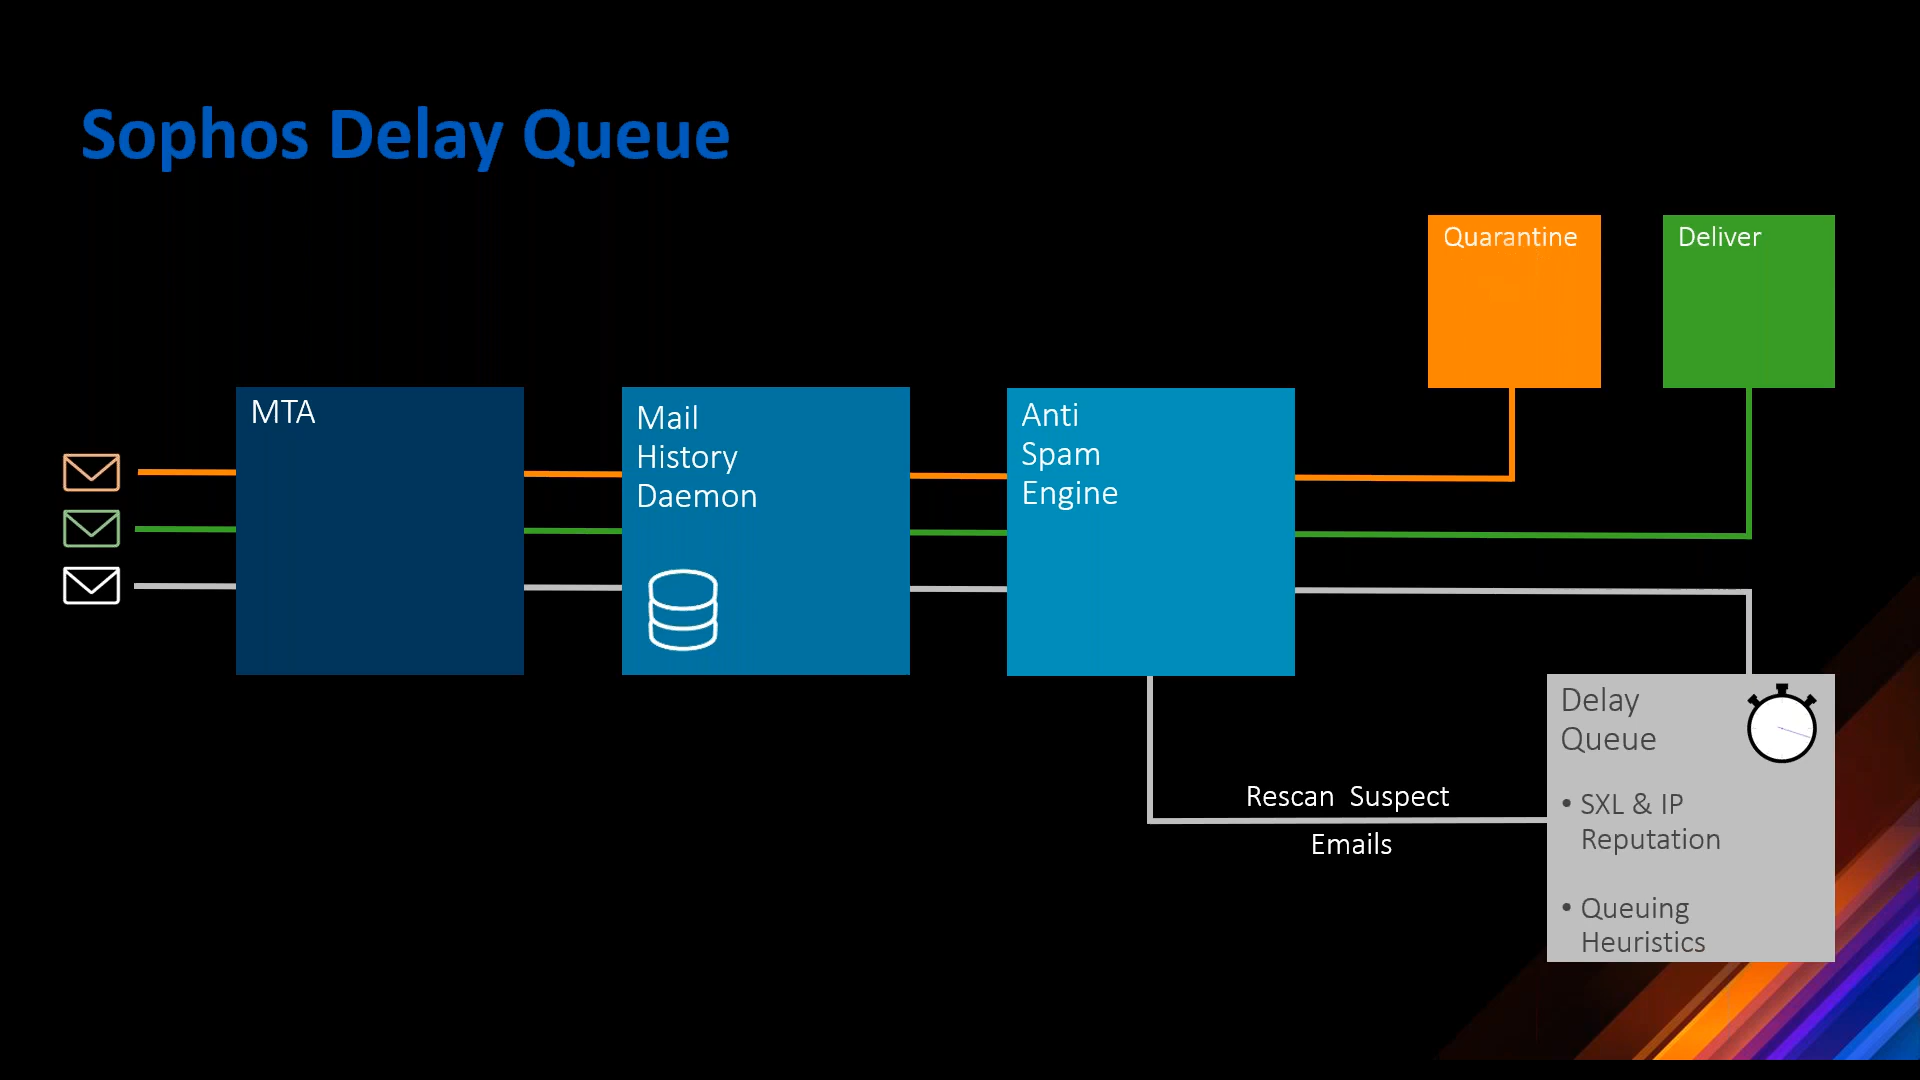 Sophos Delay Queue
Quarantine
Deliver
MTA
Mail
History
Daemon
Anti
Spam
Engine
Delay
Queue
• SXL & IP
Reputation
• Queuing
Heuristics
Rescan Suspect
Emails